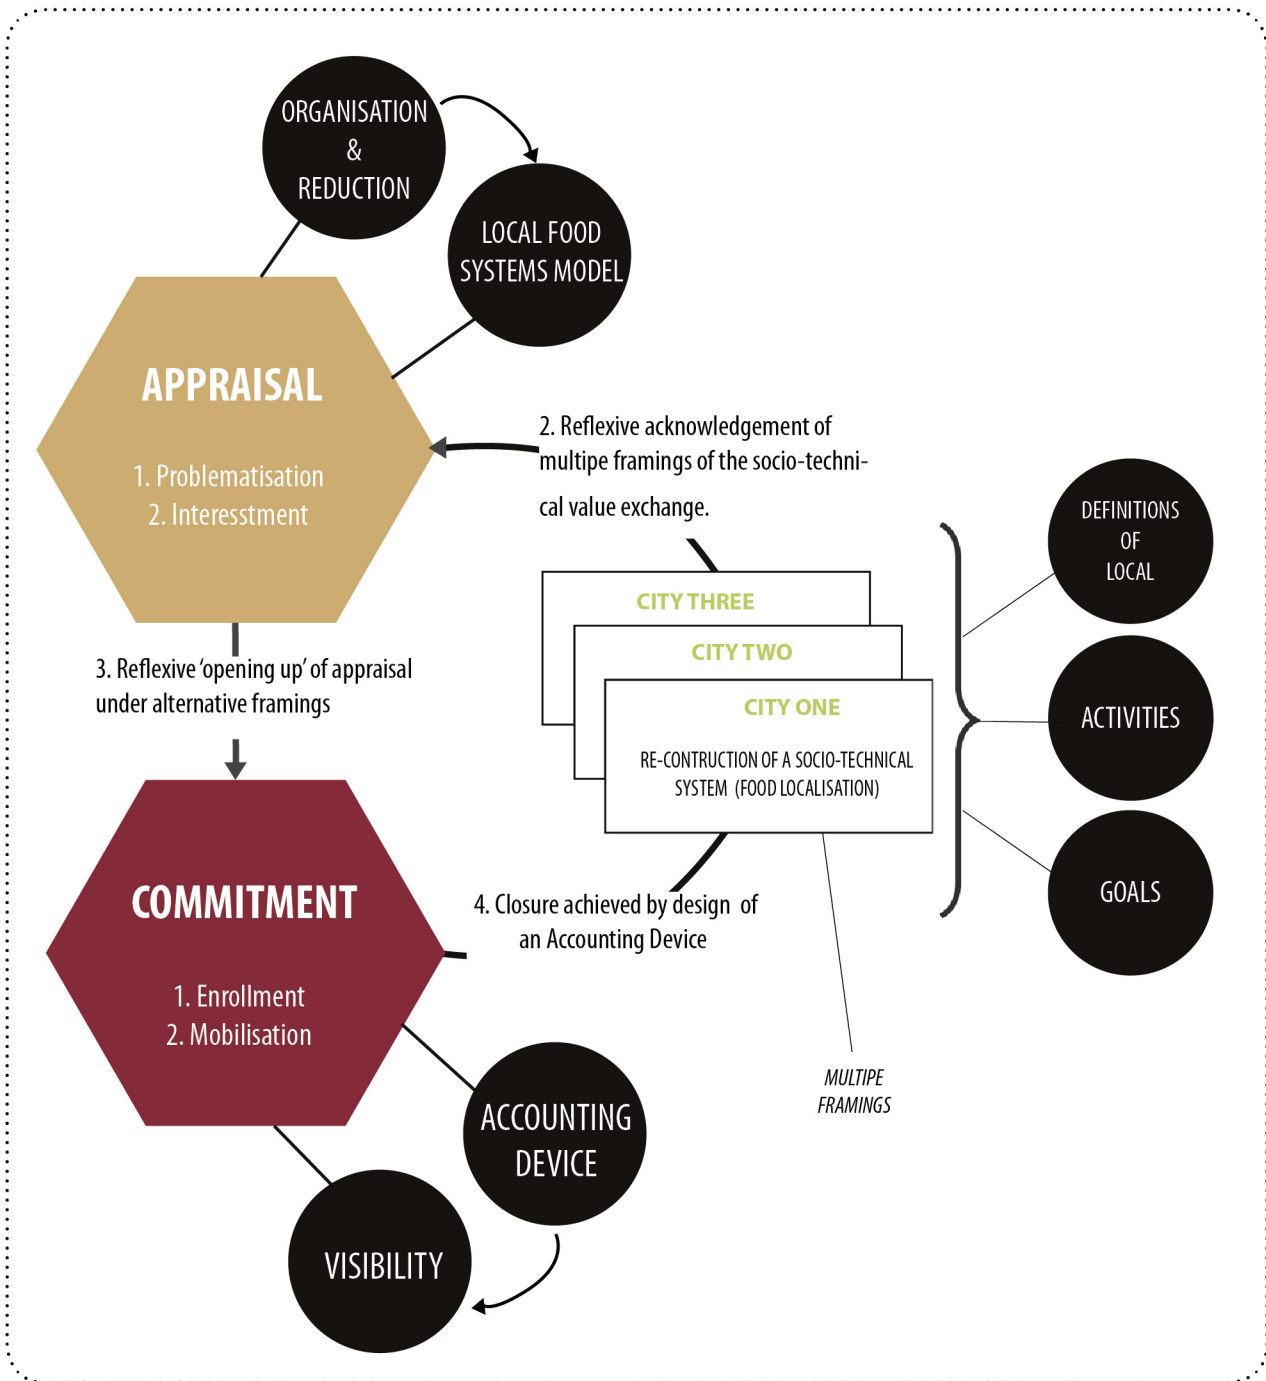 ORGANISATION
&
REDUCTION
LOCAL FOOD
SYSTEMS MODEL
APPRAISAL
1. Problematisation
2. Interesstment
2. Reflexive acknowledgement of
multipe framings of the socio-techni-
cal value exchange.
DEFINITIONS
OF
LOCAL
CITY THREE
CITY TWO
CITY ONE
RE-CONTRUCTION OF A SOCIO-TECHNICAL
SYSTEM (FOOD LOCALISATION)
ACTIVITIES
GOALS
3. Reflexive ‘opening up’ of appraisal
under alternative framings
COMMITMENT
1. Enrollment
2. Mobilisation
4. Closure achieved by design of
an Accounting Device
MULTIPE
FRAMINGS
ACCOUNTING
DEVICE
VISIBILITY